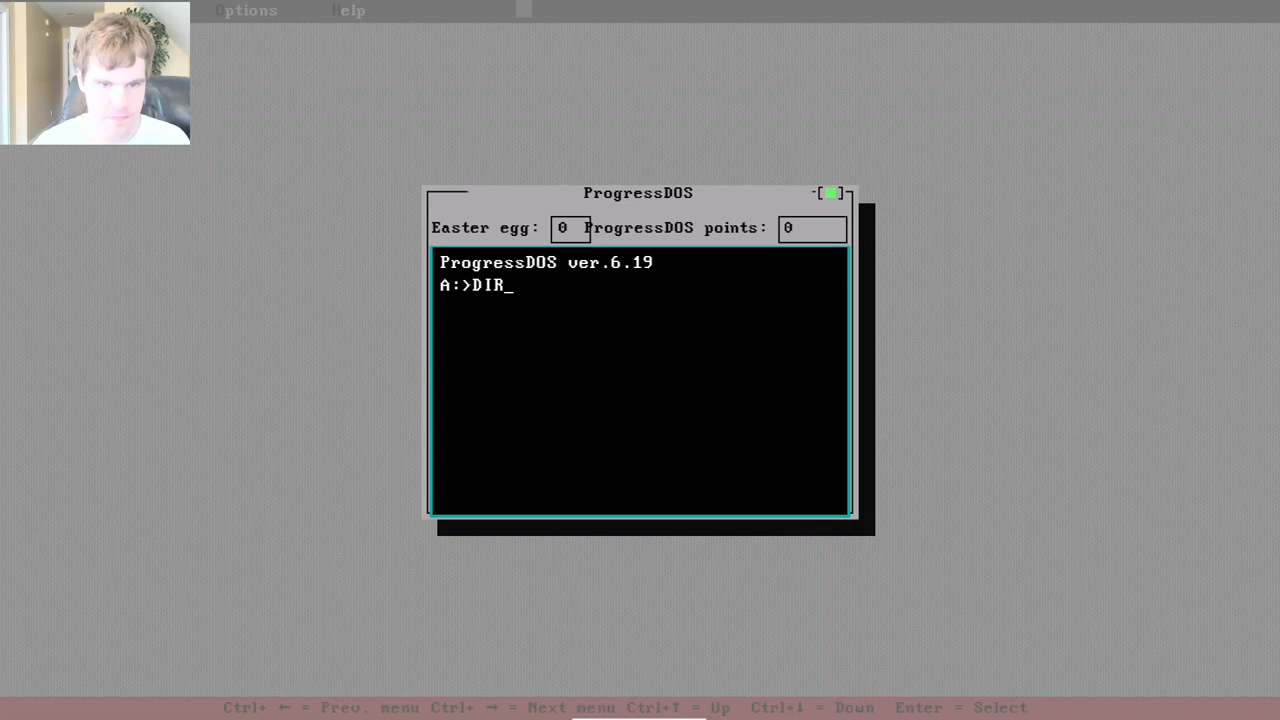 Options Help
ProgressDOS
Easter egg: 0 ProgressDOS points: 0
ProgressDOS ver.6.19
A:>DIR_
Ctrl+ ← = Prev. menu Ctrl+ → = Next menu Ctrl+↑ = Up Ctrl+↓ = Down Enter = Select